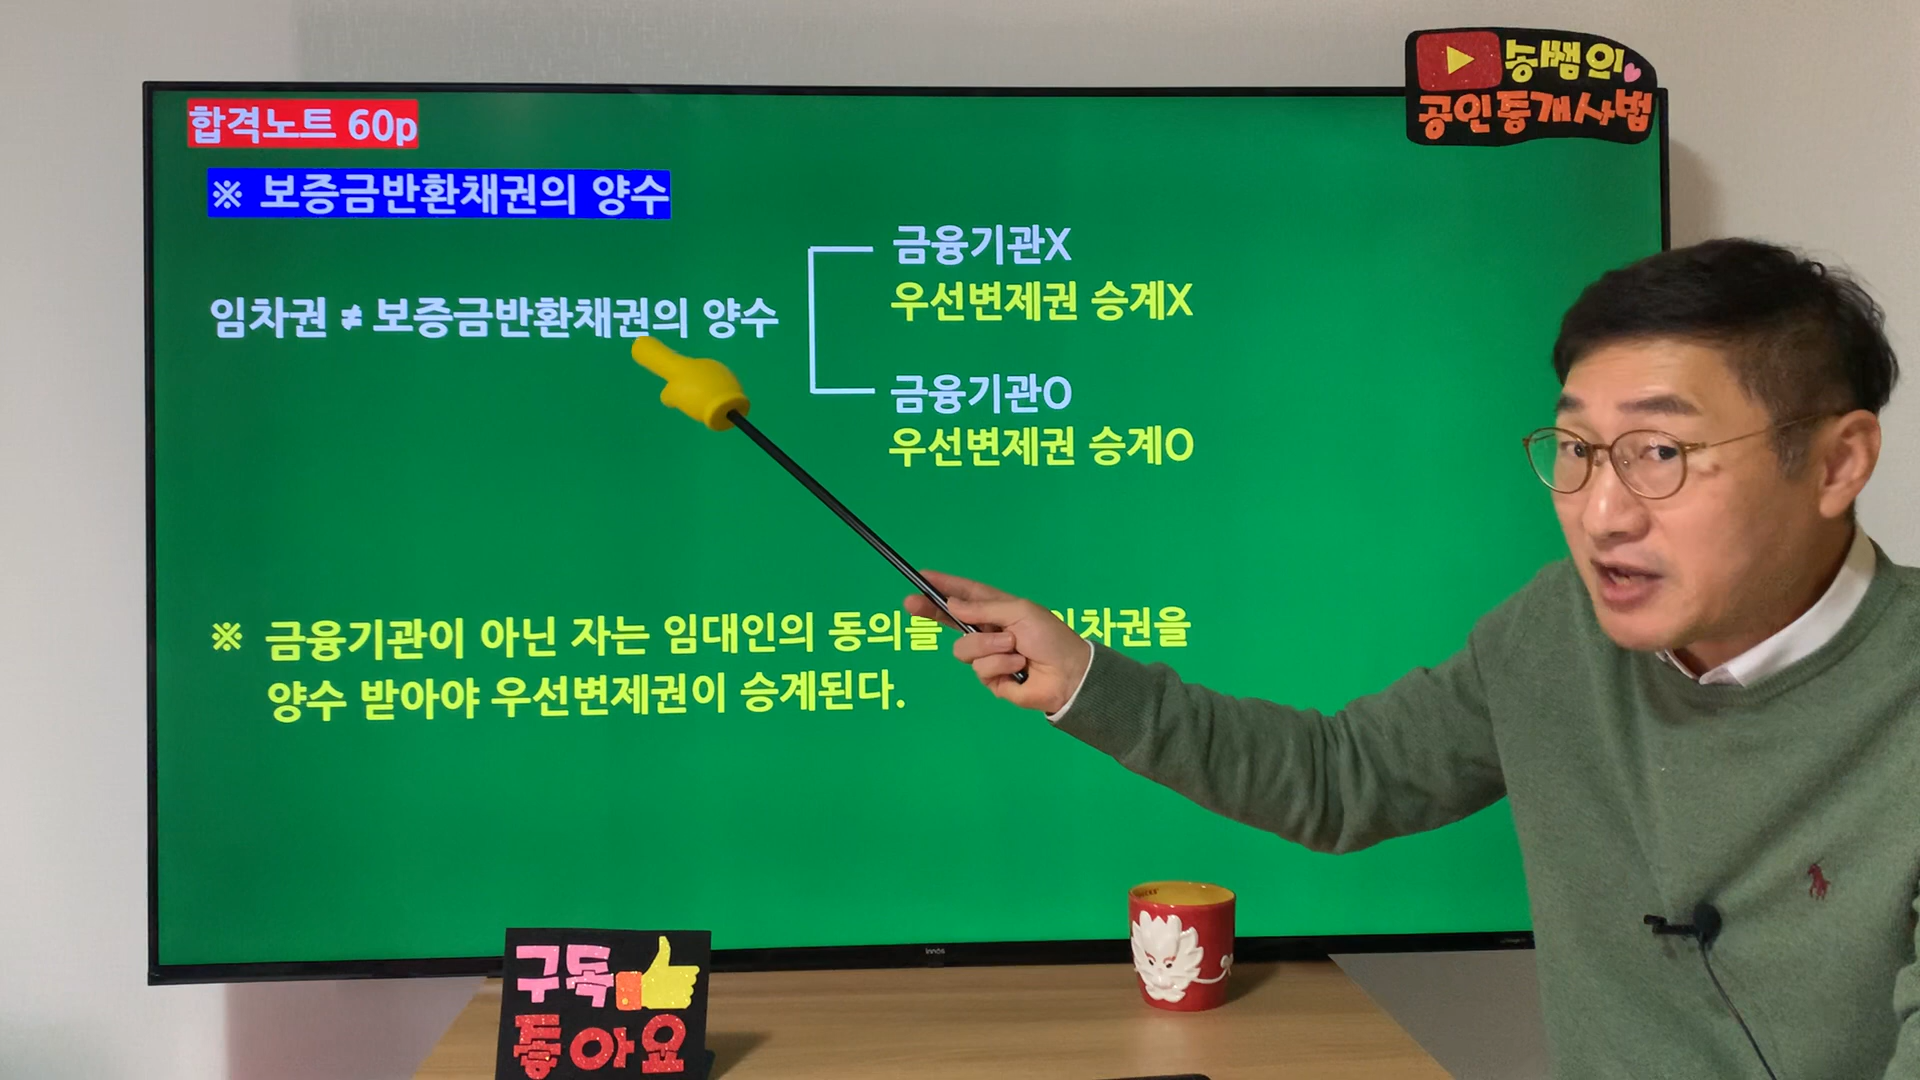 송쌤의
공인중개사법
합격노트 60p
※ 보증금반환채권의 양수
임차권 ≠ 보증금반환채권의 양수
금융기관X
우선변제권 승계X
금융기관O
우선변제권 승계O
※ 금융기관이 아닌 자는 임대인의 동의를 임차권을
양수 받아야 우선변제권이 승계된다.
innos
구독
좋아요